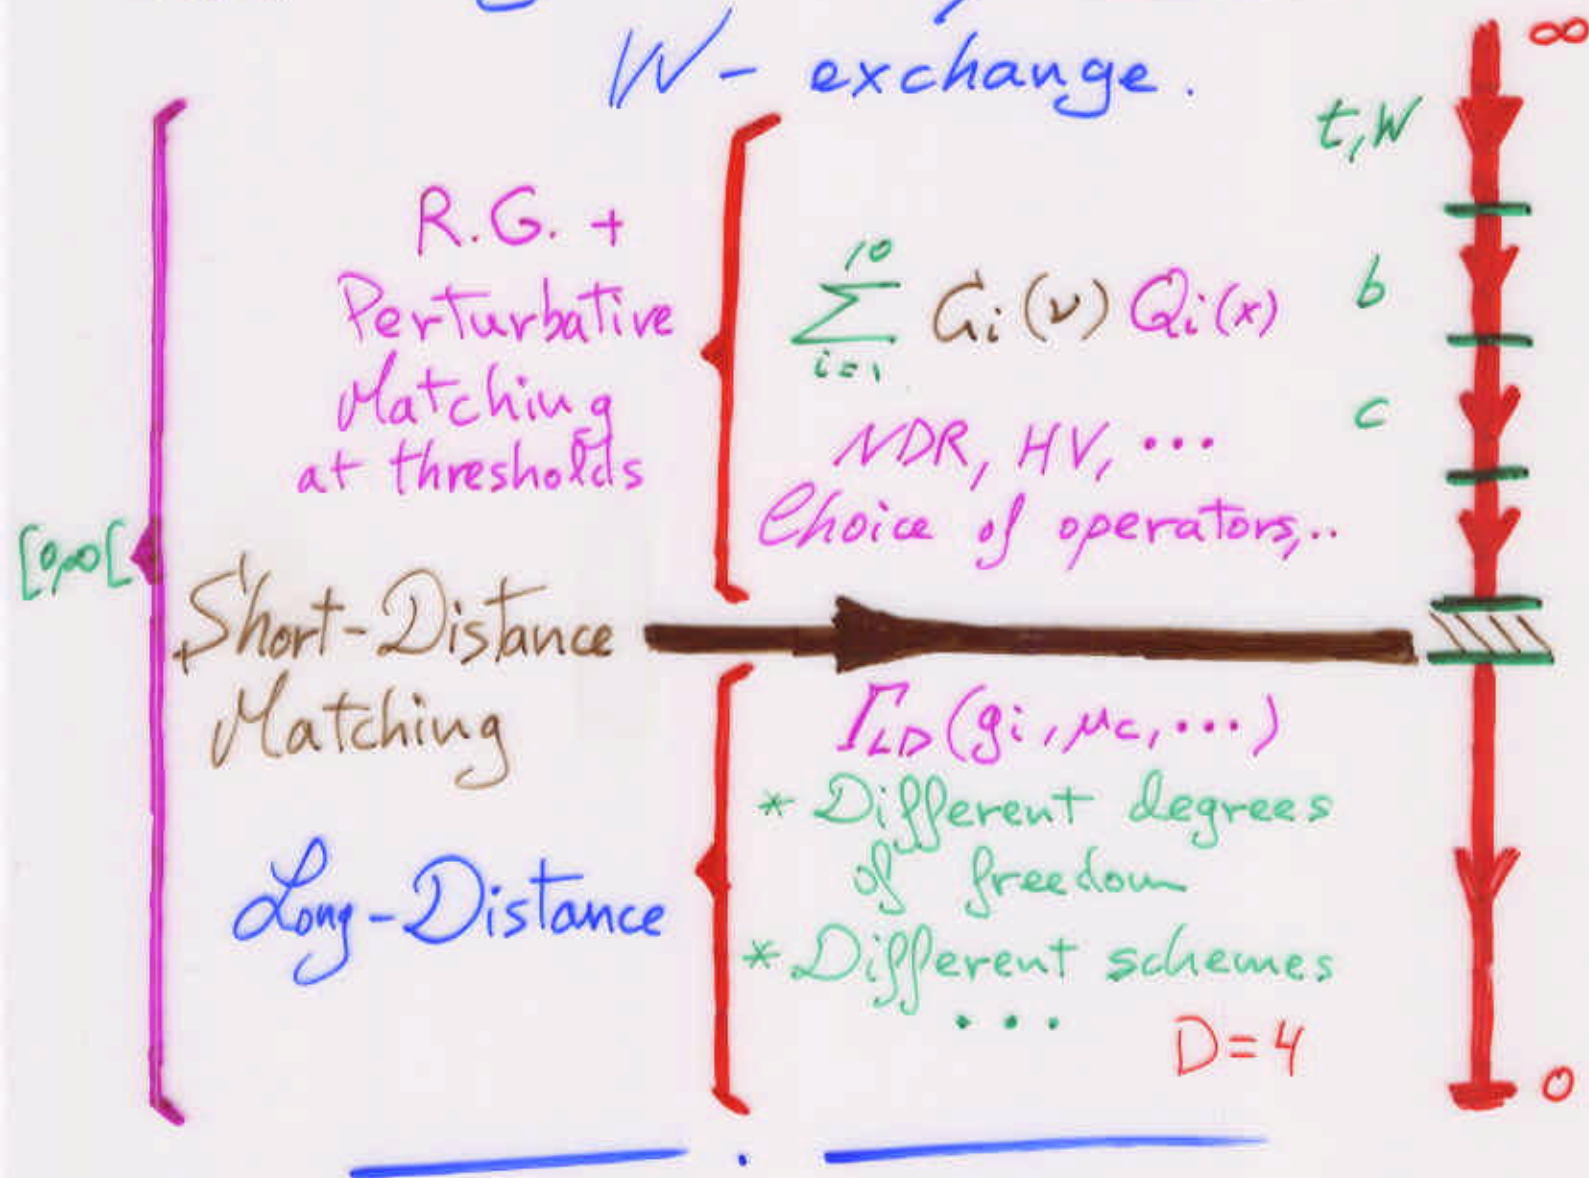 W - exchange.
∞
t, W
R.G. +
Perturbative
Matching
at thresholds
10
∑ Ci(ν) Qi(x)
i=1
b
NDR, HV, ...
c
Choice of operators,..
[0,∞[
Short-Distance
Matching
ΓLD(gi, μc, ...)
* Different degrees
of freedom
Long-Distance
* Different schemes
...
D=4
0